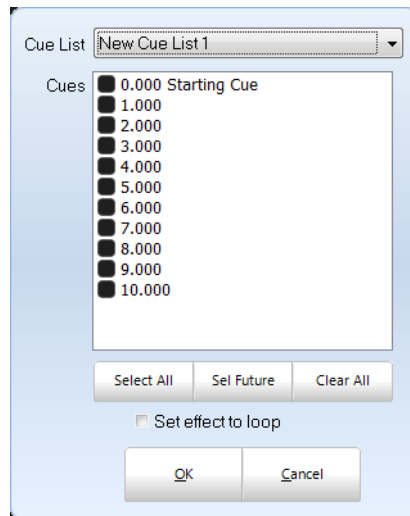 Cue List New Cue List 1
Cues 0.000 Starting Cue
1.000
2.000
3.000
4.000
5.000
6.000
7.000
8.000
9.000
10.000
Select All Sel Future Clear All
Set effect to loop
OK Cancel